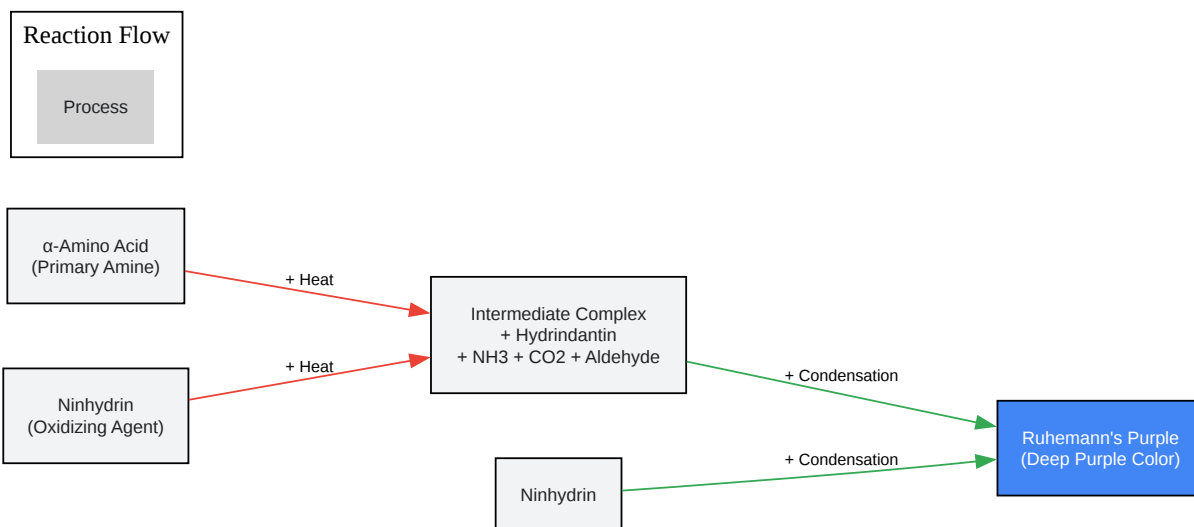 Reaction Flow
Process
α-Amino Acid
(Primary Amine)
+ Heat
Intermediate Complex
+ Hydrindantin
+ NH3 + CO2 + Aldehyde
+ Heat
Ninhydrin
(Oxidizing Agent)
+ Condensation
Ruhemann's Purple
(Deep Purple Color)
+ Condensation
Ninhydrin